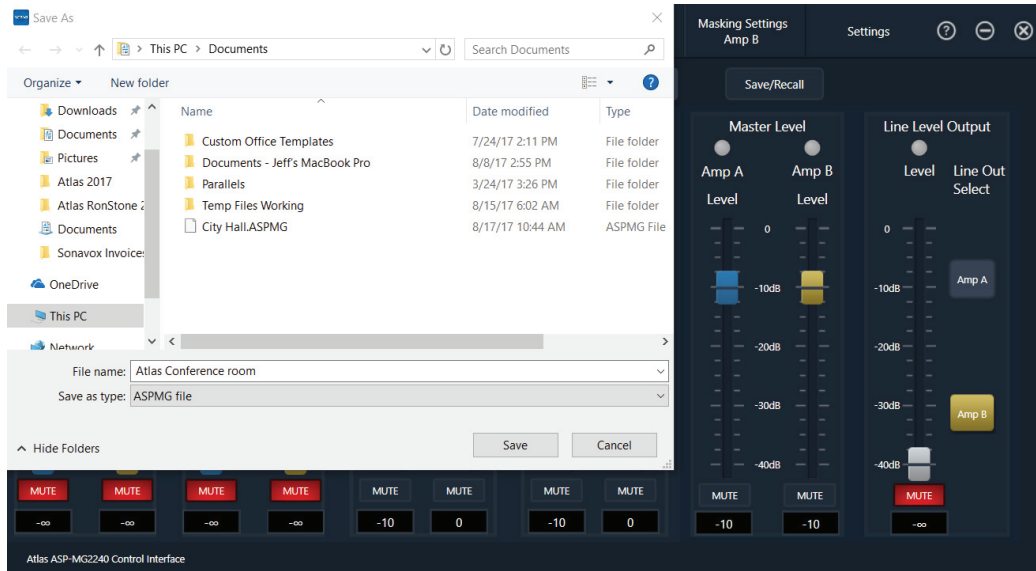 Save As
This PC > Documents
Search Documents
Organize
New folder
Downloads
Documents
Pictures
Atlas 2017
Atlas RonStone 2
Documents
Sonavox Invoices
OneDrive
This PC
Network
Name Date modified Type
Custom Office Templates 7/24/17 2:11 PM File folder
Documents - Jeff's MacBook Pro 8/8/17 2:55 PM File folder
Parallels 3/24/17 3:26 PM File folder
Temp Files Working 8/15/17 6:02 AM File folder
City Hall.ASPMG 8/17/17 10:44 AM ASPMG File
File name: Atlas Conference room
Save as type: ASPMG file
Hide Folders
Save
Cancel
Masking Settings
Amp B
Settings
?
Save/Recall
Master Level
Amp A Amp B
Level Level
0
-10dB
-20dB
-30dB
-40dB
MUTE MUTE
-10 0
Line Level Output
Level
Line Out
Select
0
-10dB
-20dB
-30dB
-40dB
Amp A
Amp B
MUTE
-∞
MUTE MUTE MUTE MUTE MUTE MUTE MUTE MUTE
-∞ -∞ -∞ -∞ -10 0 -10 0
-10 -10
Atlas ASP-MG2240 Control Interface